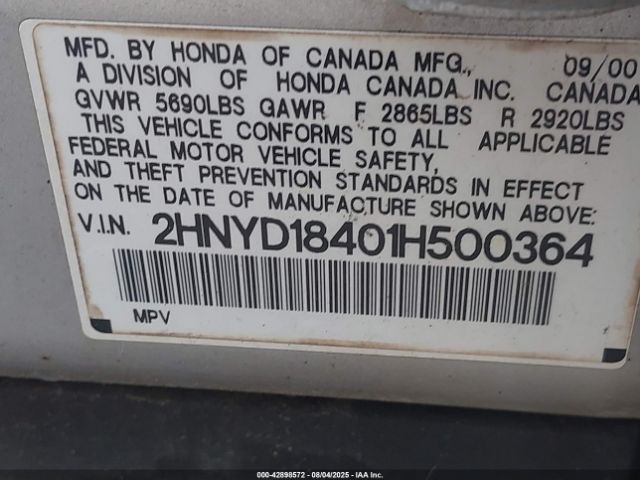 MFD. BY HONDA OF CANADA MFG., 09/00
A DIVISION OF HONDA CANADA INC. CANADA
GVWR 5690LBS GAWR F 2865LBS R 2920LBS
THIS VEHICLE CONFORMS TO ALL APPLICABLE
FEDERAL MOTOR VEHICLE SAFETY,
AND THEFT PREVENTION STANDARDS IN EFFECT
ON THE DATE OF MANUFACTURE SHOWN ABOVE:
V.I.N. 2HNYD18401H500364
MPV
000-42898572 — 08/04/2025 — IAA INC.